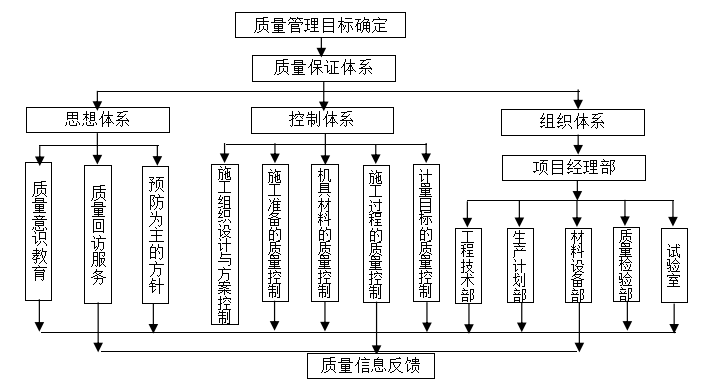 质量管理目标确定
质量保证体系
思想体系
控制体系
组织体系
项目经理部
质量意识教育
质量回访服务
预防为主的方针
施工组织设计与方案控制
施工准备的质量控制
机具材料的质量控制
施工过程的质量控制
计量目标的质量控制
工程技术部
生产计划部
材料设备部
质量检验部
试验室
质量信息反馈